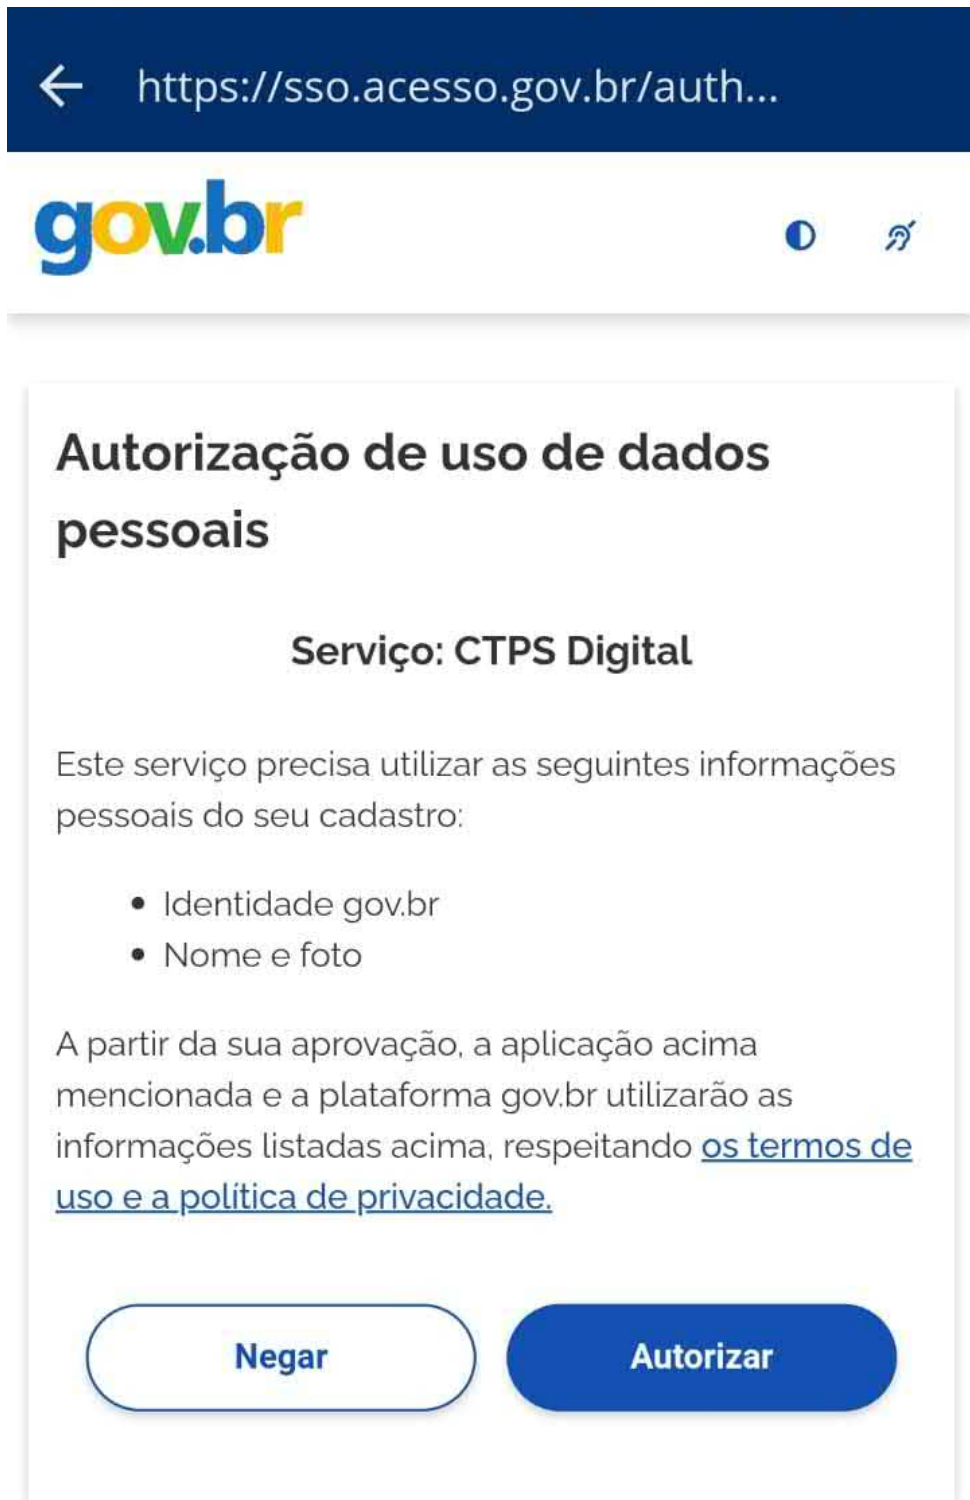 https://sso.acesso.gov.br/auth...
gov.br
Autorização de uso de dados
pessoais
Serviço: CTPS Digital
Este serviço precisa utilizar as seguintes informações
pessoais do seu cadastro:
• Identidade gov.br
• Nome e foto
A partir da sua aprovação, a aplicação acima
mencionada e a plataforma gov.br utilizarão as
informações listadas acima, respeitando os termos de
uso e a política de privacidade.
Negar
Autorizar